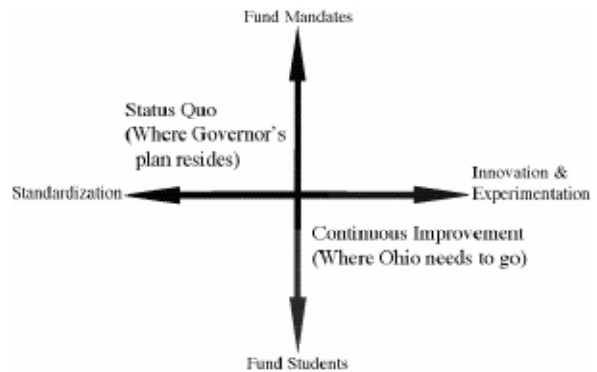 Fund Mandates
Status Quo
(Where Governor's
plan resides)
Standardization
Innovation &
Experimentation
Continuous Improvement
(Where Ohio needs to go)
Fund Students